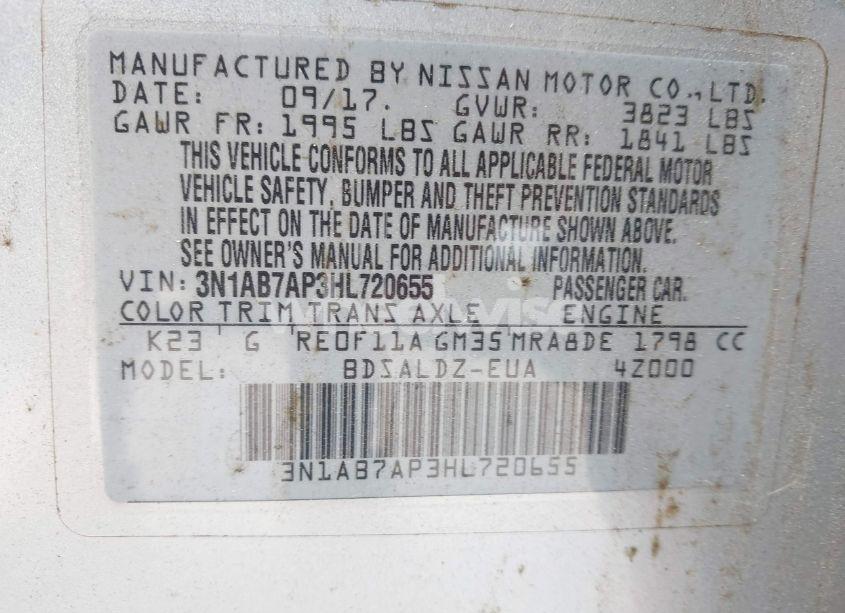 MANUFACTURED BY NISSAN MOTOR CO., LTD.
DATE: 09/17. GVWR: 3823 LBS
GAWR FR: 1995 LBS GAWR RR: 1841 LBS
THIS VEHICLE CONFORMS TO ALL APPLICABLE FEDERAL MOTOR
VEHICLE SAFETY, BUMPER AND THEFT PREVENTION STANDARDS
IN EFFECT ON THE DATE OF MANUFACTURE SHOWN ABOVE.
SEE OWNER'S MANUAL FOR ADDITIONAL INFORMATION.
VIN: 3N1AB7AP3HL720655 PASSENGER CAR.
COLOR TRIM TRANS AXLE ENGINE
K23 G RE0F11A GM35 MRA8DE 1798 CC
MODEL: BDSALDZ-EUA 4Z000
3N1AB7AP3HL720655